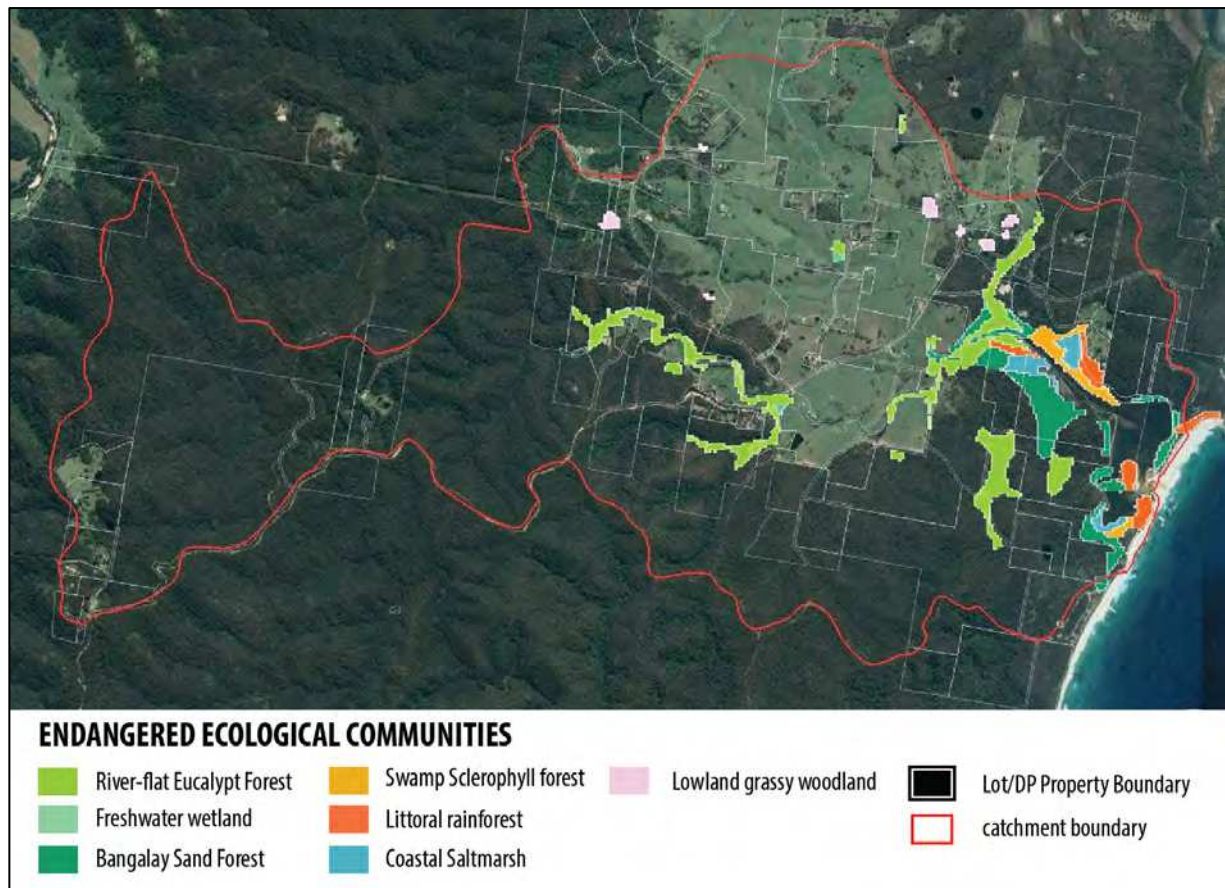 ENDANGERED ECOLOGICAL COMMUNITIES
River-flat Eucalypt Forest
Freshwater wetland
Bangalay Sand Forest
Swamp Sclerophyll forest
Littoral rainforest
Coastal Saltmarsh
Lowland grassy woodland
Lot/DP Property Boundary
catchment boundary